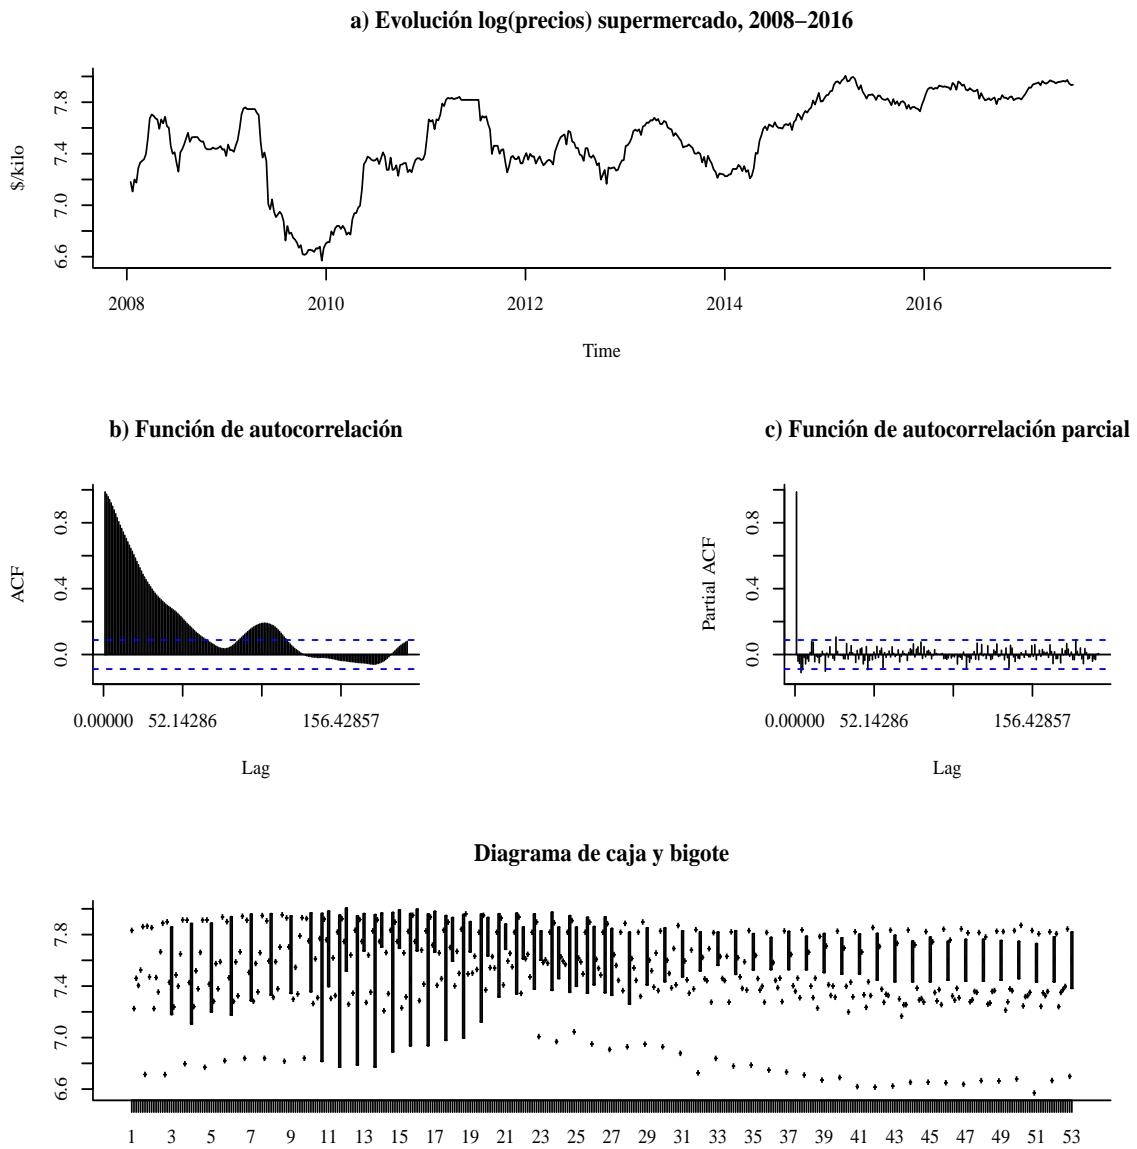 a) Evolución log(precios) supermercado, 2008−2016
$/kilo
6.6 7.0 7.4 7.8
2008 2010 2012 2014 2016
Time
b) Función de autocorrelación
ACF
0.0 0.4 0.8
0.00000 52.14286 156.42857
Lag
c) Función de autocorrelación parcial
Partial ACF
0.0 0.4 0.8
0.00000 52.14286 156.42857
Lag
Diagrama de caja y bigote
6.6 7.0 7.4 7.8
1 3 5 7 9 11 13 15 17 19 21 23 25 27 29 31 33 35 37 39 41 43 45 47 49 51 53